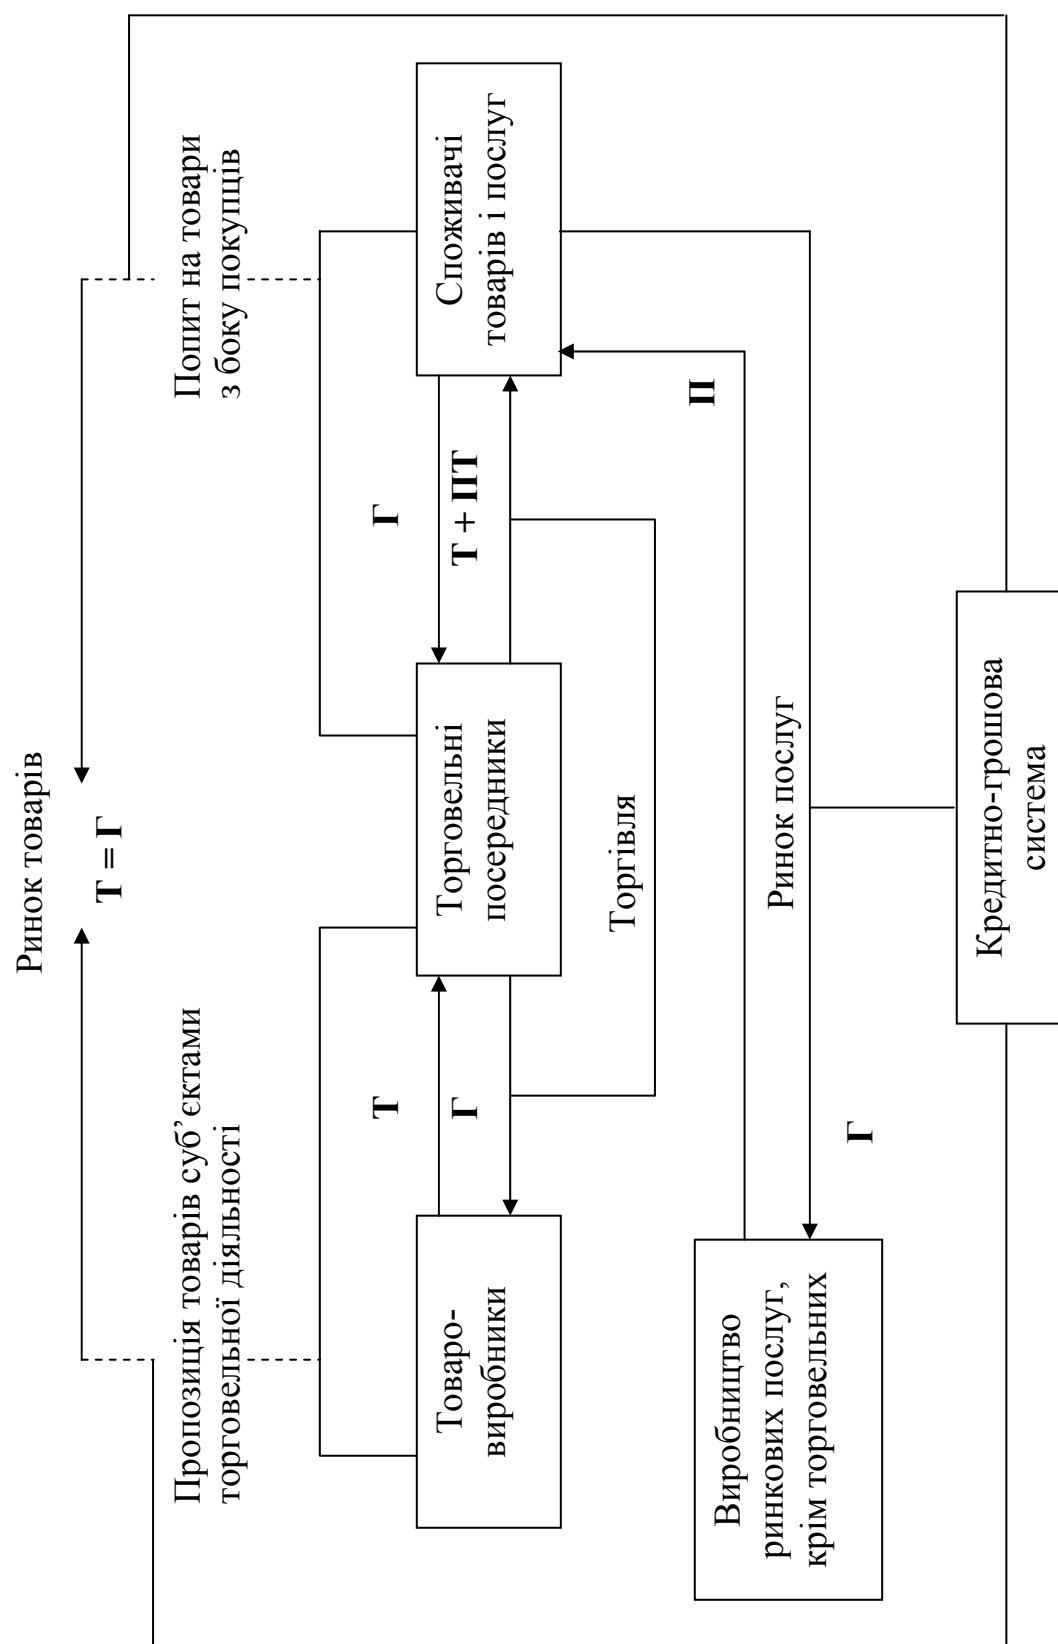 Ринок товарів
Т = Г
Пропозиція товарів суб’єктами
торговельної діяльності
Попит на товари
з боку покупців
Т
Г
Г
Т + ПТ
Товаро-
виробники
Торговельні
посередники
Споживачі
товарів і послуг
Торгівля
П
Виробництво
ринкових послуг,
крім торговельних
Ринок послуг
Г
Кредитно-грошова
система